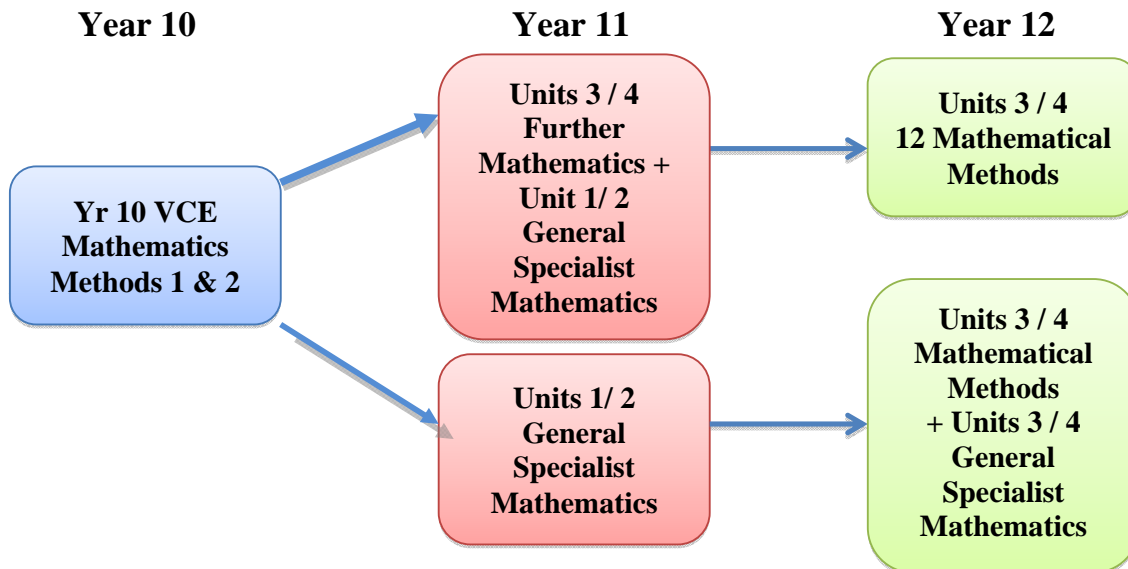 Year 10
Year 11
Year 12
Yr 10 VCE
Mathematics
Methods 1 & 2
Units 3 / 4
Further
Mathematics +
Unit 1/ 2
General
Specialist
Mathematics
Units 1/ 2
General
Specialist
Mathematics
Units 3 / 4
12 Mathematical
Methods
Units 3 / 4
Mathematical
Methods
+ Units 3 / 4
General
Specialist
Mathematics